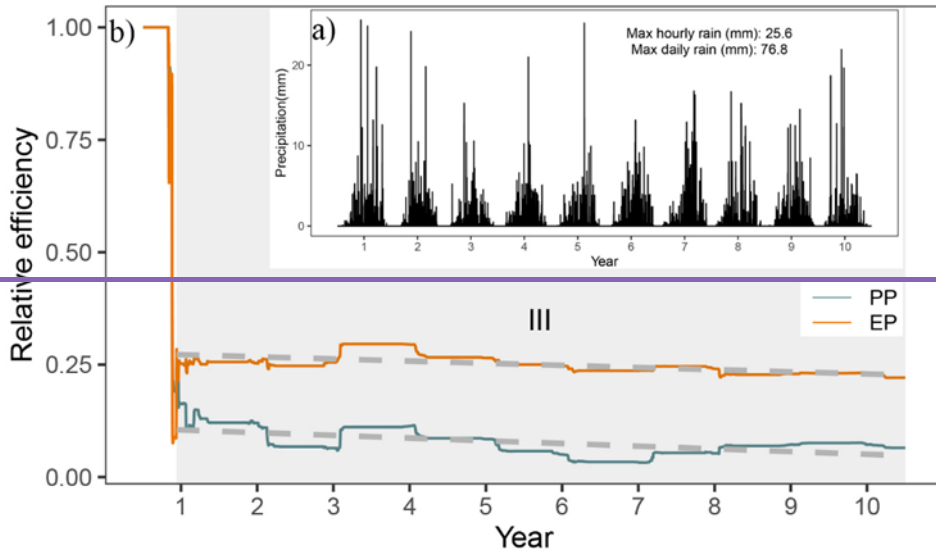 b)
a)
Max hourly rain (mm): 25.6
Max daily rain (mm): 76.8
Precipitation(mm)
20
10
0
1 2 3 4 5 6 7 8 9 10
Year
Relative efficiency
1.00
0.75
0.50
0.25
0.00
III
PP
EP
1 2 3 4 5 6 7 8 9 10
Year